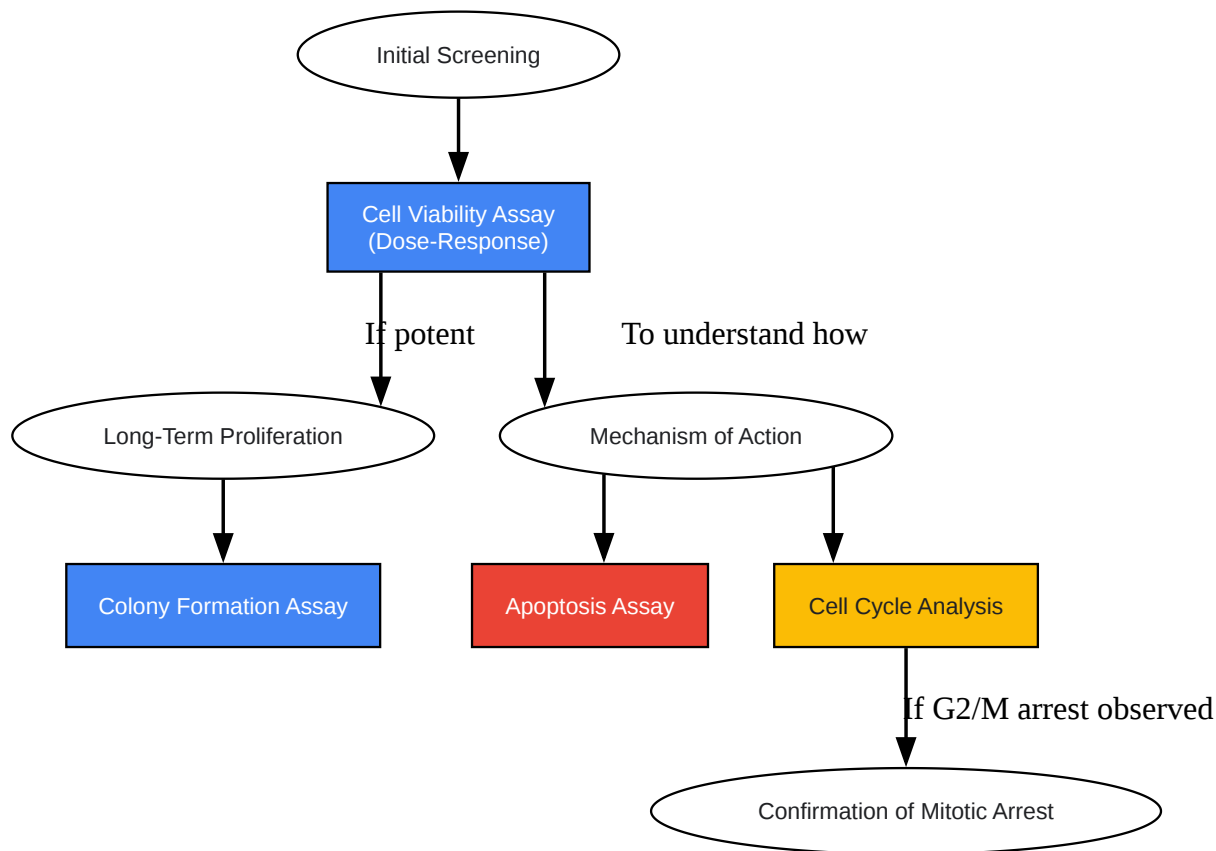 Initial Screening
Cell Viability Assay
(Dose-Response)
If potent
To understand how
Long-Term Proliferation
Mechanism of Action
Colony Formation Assay
Apoptosis Assay
Cell Cycle Analysis
If G2/M arrest observed
Confirmation of Mitotic Arrest